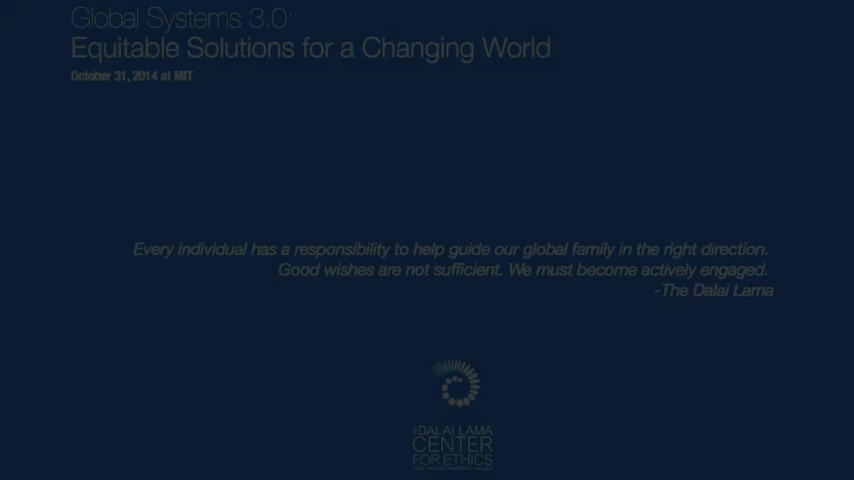 Global Systems 3.0:
Equitable Solutions for a Changing World
October 31, 2014 at MIT
Every individual has a responsibility to help guide our global family in the right direction.
Good wishes are not sufficient. We must become actively engaged.
-The Dalai Lama
THE DALAI LAMA
CENTER
FOR ETHICS